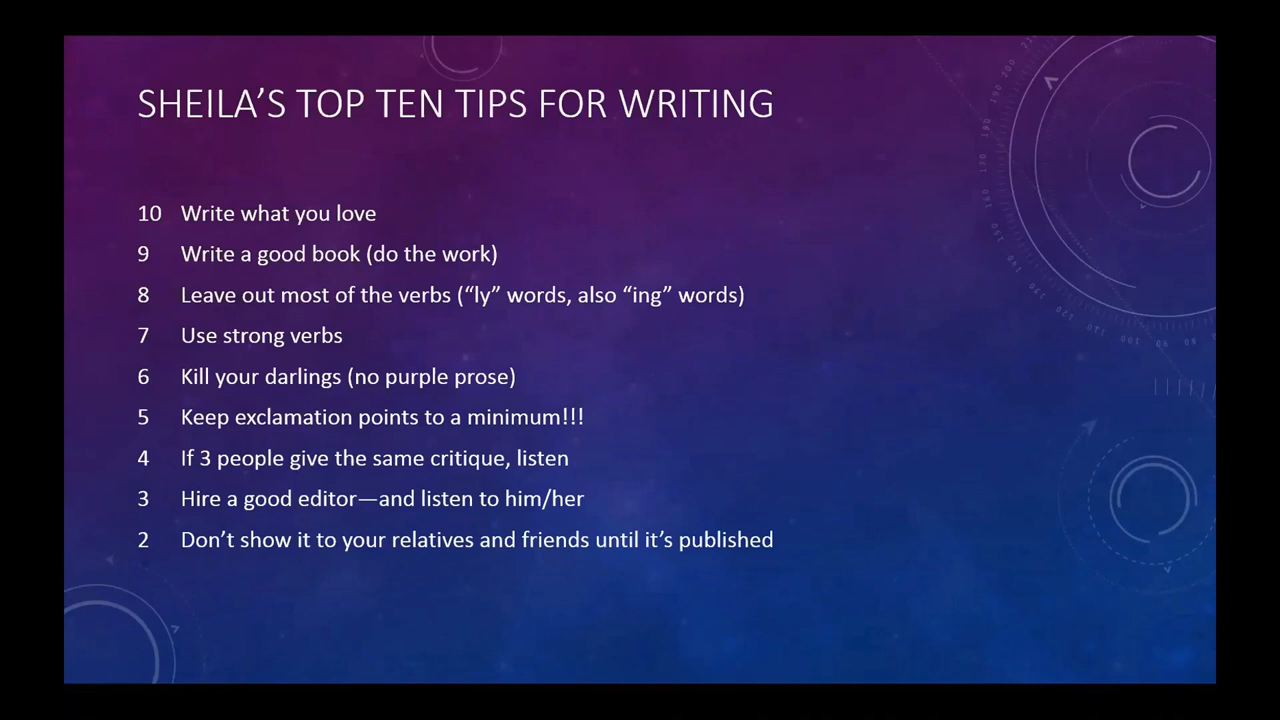 SHEILA’S TOP TEN TIPS FOR WRITING
10 Write what you love
9 Write a good book (do the work)
8 Leave out most of the verbs (“ly” words, also “ing” words)
7 Use strong verbs
6 Kill your darlings (no purple prose)
5 Keep exclamation points to a minimum!!!
4 If 3 people give the same critique, listen
3 Hire a good editor—and listen to him/her
2 Don’t show it to your relatives and friends until it’s published